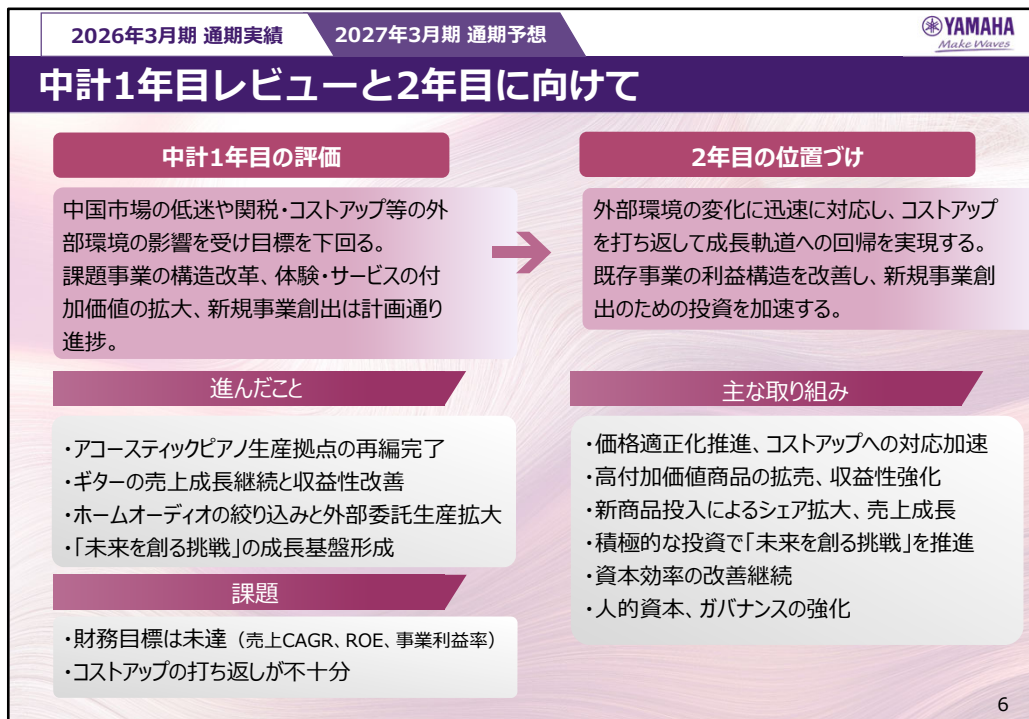 2026年3月期 通期実績
2027年3月期 通期予想
YAMAHA
Make Waves
中計1年目レビューと2年目に向けて
中計1年目の評価
中国市場の低迷や関税・コストアップ等の外
部環境の影響を受け目標を下回る。
課題事業の構造改革、体験・サービスの付
加価値の拡大、新規事業創出は計画通り
進捗。
進んだこと
・アコースティックピアノ生産拠点の再編完了
・ギターの売上成長継続と収益性改善
・ホームオーディオの絞り込みと外部委託生産拡大
・「未来を創る挑戦」の成長基盤形成
課題
・財務目標は未達（売上CAGR、ROE、事業利益率）
・コストアップの打ち返しが不十分
2年目の位置づけ
外部環境の変化に迅速に対応し、コストアップ
を打ち返して成長軌道への回帰を実現する。
既存事業の利益構造を改善し、新規事業創
出のための投資を加速する。
主な取り組み
・価格適正化推進、コストアップへの対応加速
・高付加価値商品の拡売、収益性強化
・新商品投入によるシェア拡大、売上成長
・積極的な投資で「未来を創る挑戦」を推進
・資本効率の改善継続
・人的資本、ガバナンスの強化
6